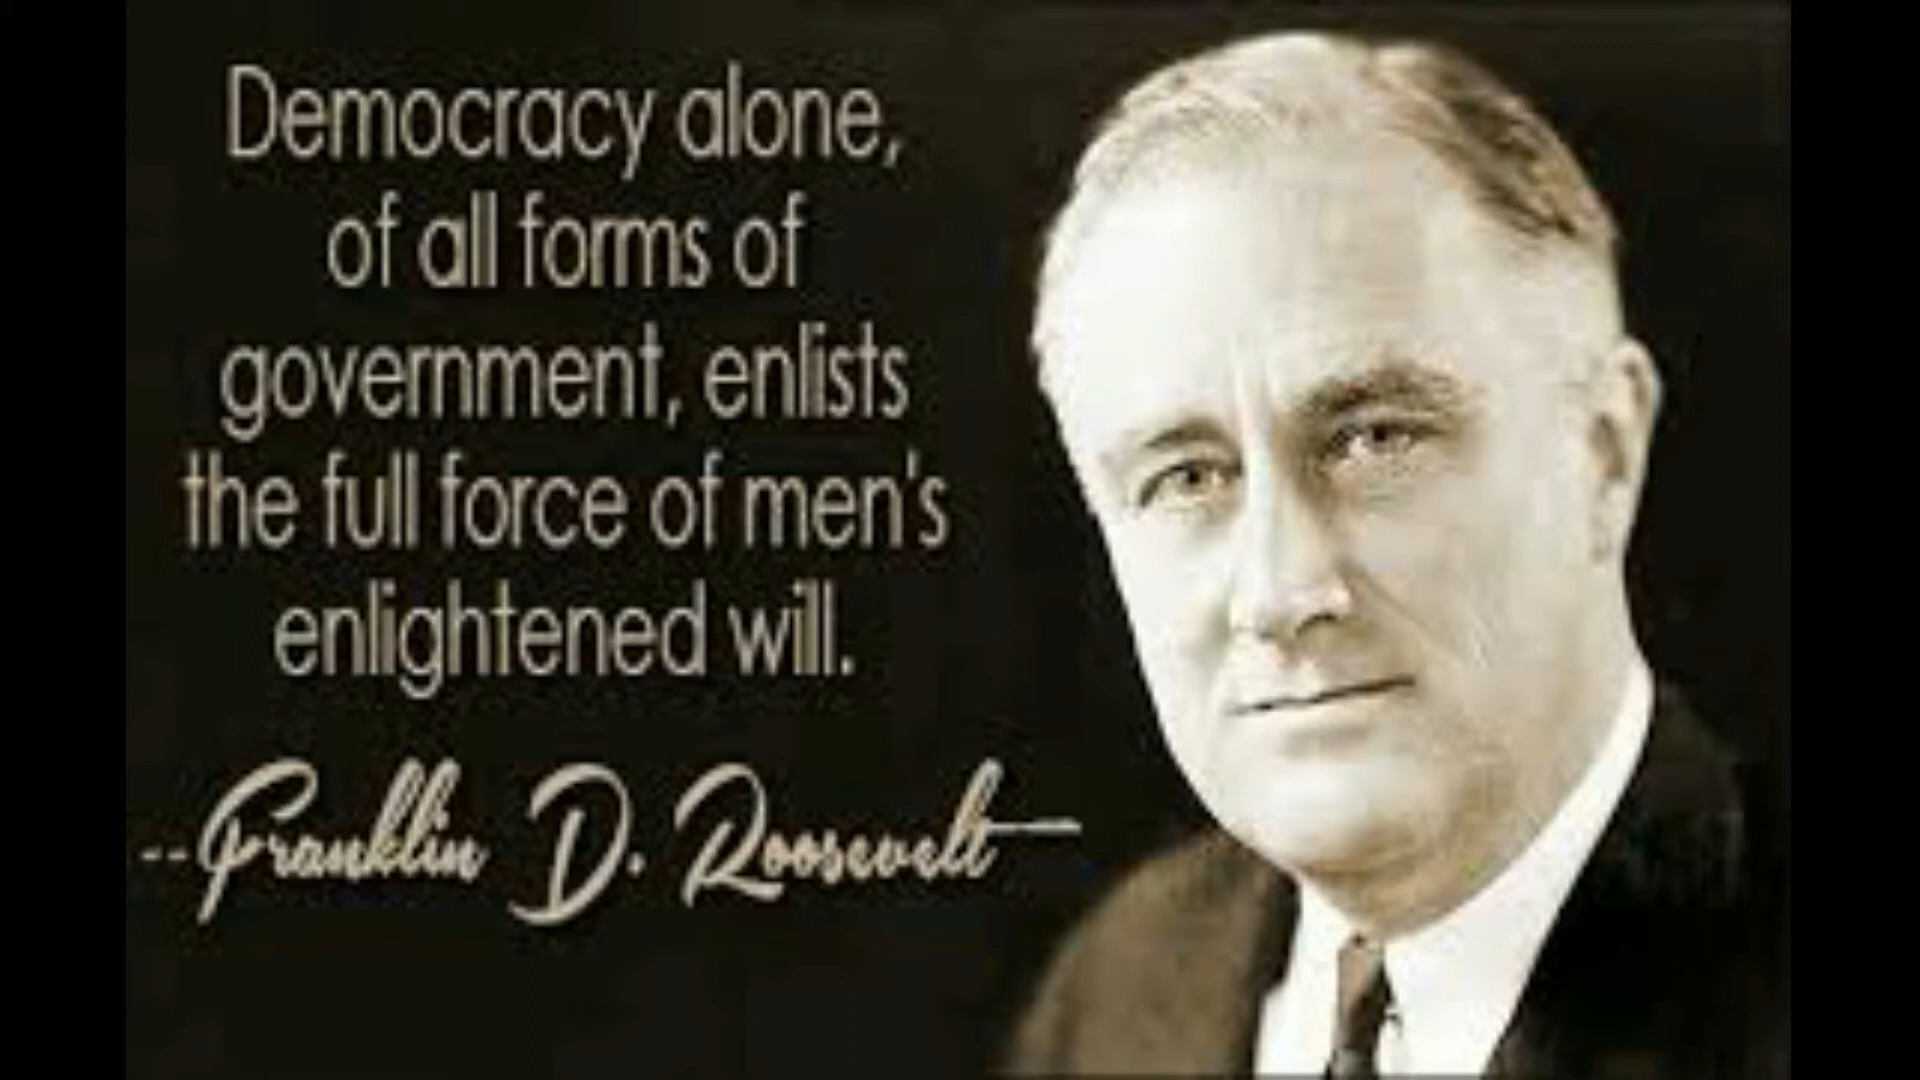 Democracy alone,
of all forms of
government, enlists
the full force of men's
enlightened will.
--Franklin D. Roosevelt